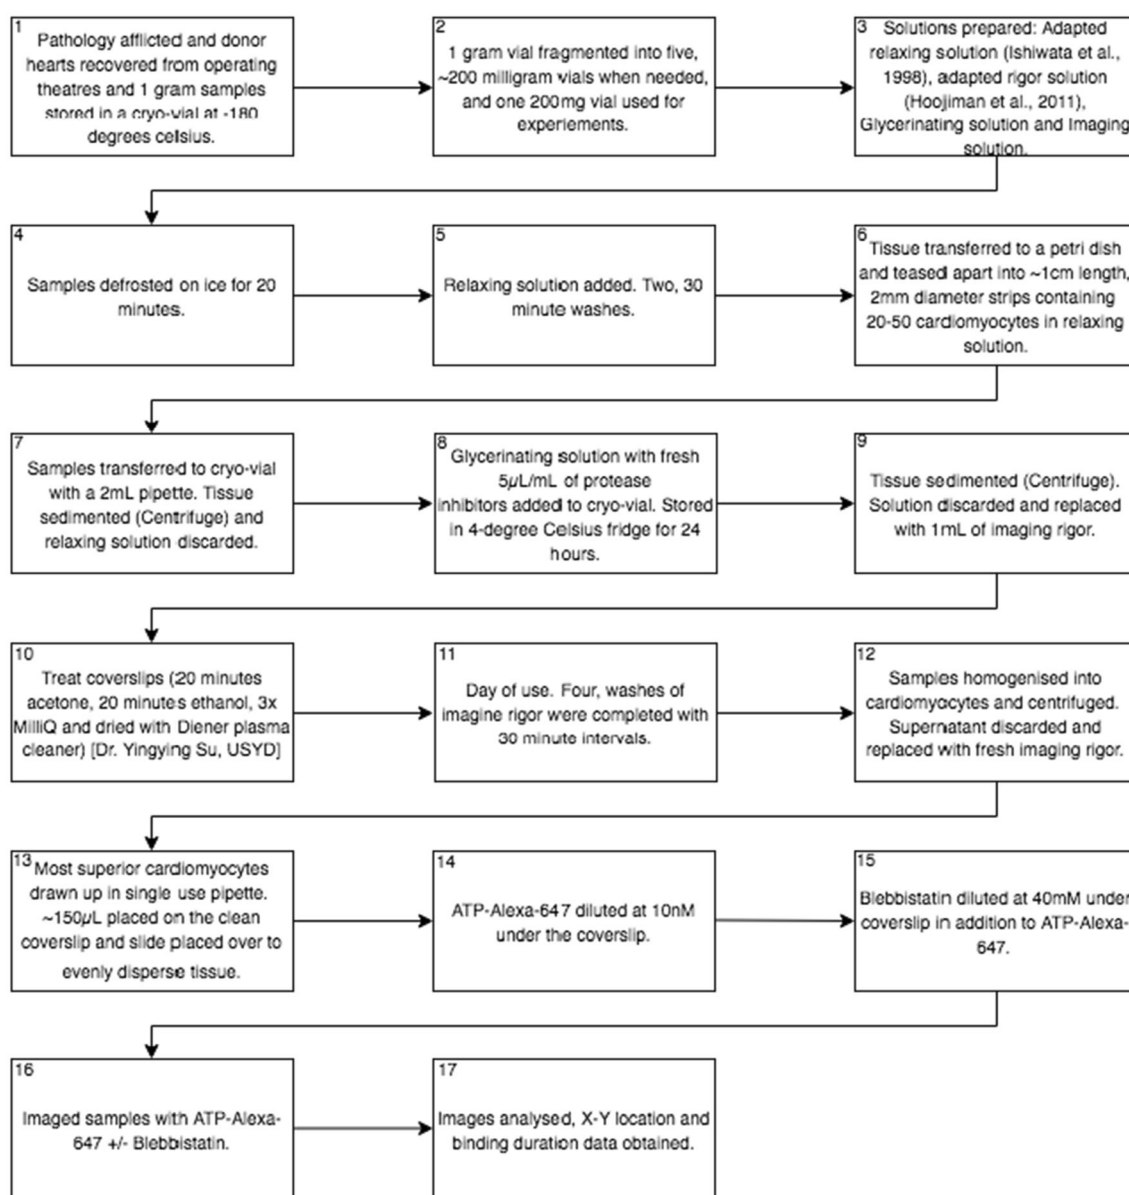 1
Pathology afflicted and donor
hearts recovered from operating
theatres and 1 gram samples
stored in a cryo-vial at -180
degrees celsius.
2
1 gram vial fragmented into five,
~200 milligram vials when needed,
and one 200mg vial used for
experiements.
3
Solutions prepared: Adapted
relaxing solution (Ishiwata et al.,
1998), adapted rigor solution
(Hoojiman et al., 2011),
Glycerinating solution and Imaging
solution.
4
Samples defrosted on ice for 20
minutes.
5
Relaxing solution added. Two, 30
minute washes.
6
Tissue transferred to a petri dish
and teased apart into ~1cm length,
2mm diameter strips containing
20-50 cardiomyocytes in relaxing
solution.
7
Samples transferred to cryo-vial
with a 2mL pipette. Tissue
sedimented (Centrifuge) and
relaxing solution discarded.
8
Glycerinating solution with fresh
5µL/mL of protease
inhibitors added to cryo-vial. Stored
in 4-degree Celsius fridge for 24
hours.
9
Tissue sedimented (Centrifuge).
Solution discarded and replaced
with 1mL of imaging rigor.
10
Treat coverslips (20 minutes
acetone, 20 minutes ethanol, 3x
MilliQ and dried with Diener plasma
cleaner) [Dr. Yingying Su, USYD]
11
Day of use. Four, washes of
imagine rigor were completed with
30 minute intervals.
12
Samples homogenised into
cardiomyocytes and centrifuged.
Supernatant discarded and
replaced with fresh imaging rigor.
13
Most superior cardiomyocytes
drawn up in single use pipette.
~150µL placed on the clean
coverslip and slide placed over to
evenly disperse tissue.
14
ATP-Alexa-647 diluted at 10nM
under the coverslip.
15
Blebbistatin diluted at 40mM under
coverslip in addition to ATP-Alexa-
647.
16
Imaged samples with ATP-Alexa-
647 +/- Blebbistatin.
17
Images analysed, X-Y location and
binding duration data obtained.